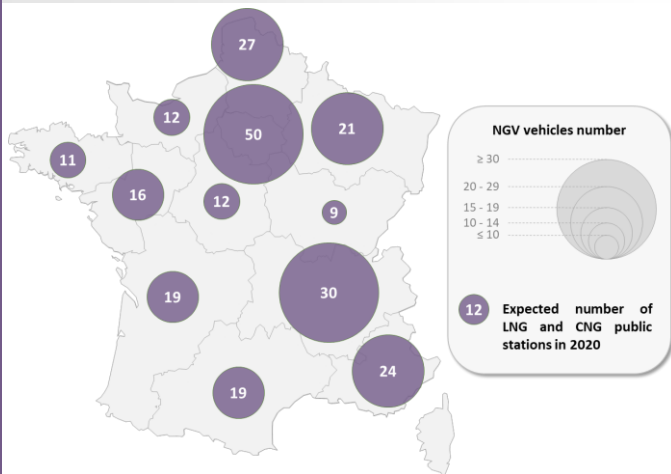 27
12
50
21
11
16
12
9
19
30
19
24
NGV vehicles number
≥ 30
20 - 29
15 - 19
10 - 14
≤ 10
12
Expected number of
LNG and CNG public
stations in 2020